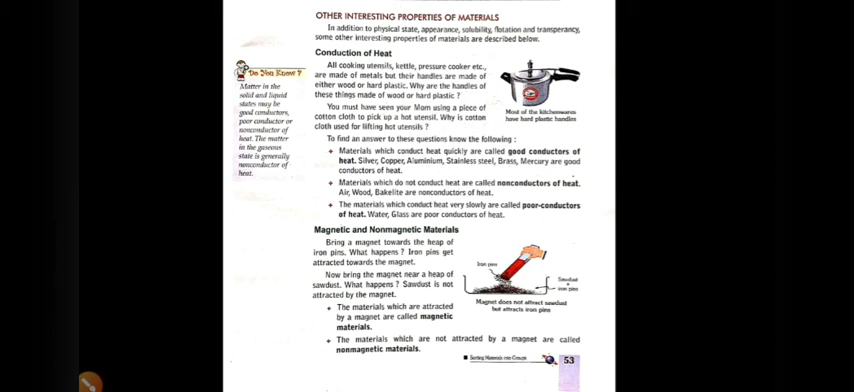 OTHER INTERESTING PROPERTIES OF MATERIALS
In addition to physical state, appearance, solubility, flotation and transperancy,
some other interesting properties of materials are described below.
Conduction of Heat
All cooking utensils, kettle, pressure cooker etc.,
are made of metals but their handles are made of
either wood or hard plastic. Why are the handles of
these things made of wood or hard plastic ?
You must have seen your Mom using a piece of
cotton cloth to pick up a hot utensil. Why is cotton
cloth used for lifting hot utensils ?
Most of the kitchenwares
have hard plastic handles
Do You Know ?
Matter in the
solid and liquid
states may be
good conductors,
poor conductor or
nonconductor of
heat. The matter
in the gaseous
state is generally
nonconductor of
heat.
To find an answer to these questions know the following :
+ Materials which conduct heat quickly are called good conductors of
heat. Silver, Copper, Aluminium, Stainless steel, Brass, Mercury are good
conductors of heat.
+ Materials which do not conduct heat are called nonconductors of heat.
Air, Wood, Bakelite are nonconductors of heat.
+ The materials which conduct heat very slowly are called poor-conductors
of heat. Water, Glass are poor conductors of heat.
Magnetic and Nonmagnetic Materials
Bring a magnet towards the heap of
iron pins. What happens ? Iron pins get
attracted towards the magnet.
Now bring the magnet near a heap of
sawdust. What happens ? Sawdust is not
attracted by the magnet.
+ The materials which are attracted
by a magnet are called magnetic
materials.
Iron pins
Sawdust
+
iron pins
Magnet does not attract sawdust
but attracts iron pins
+ The materials which are not attracted by a magnet are called
nonmagnetic materials.
■ Sorting Materials into Groups
53